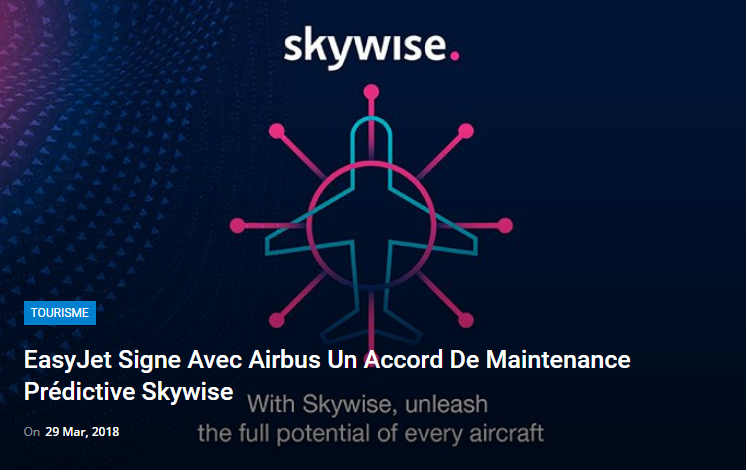 skywise.
TOURISME
EasyJet Signe Avec Airbus Un Accord De Maintenance
Prédictive Skywise
With Skywise, unleash
the full potential of every aircraft
On 29 Mar, 2018